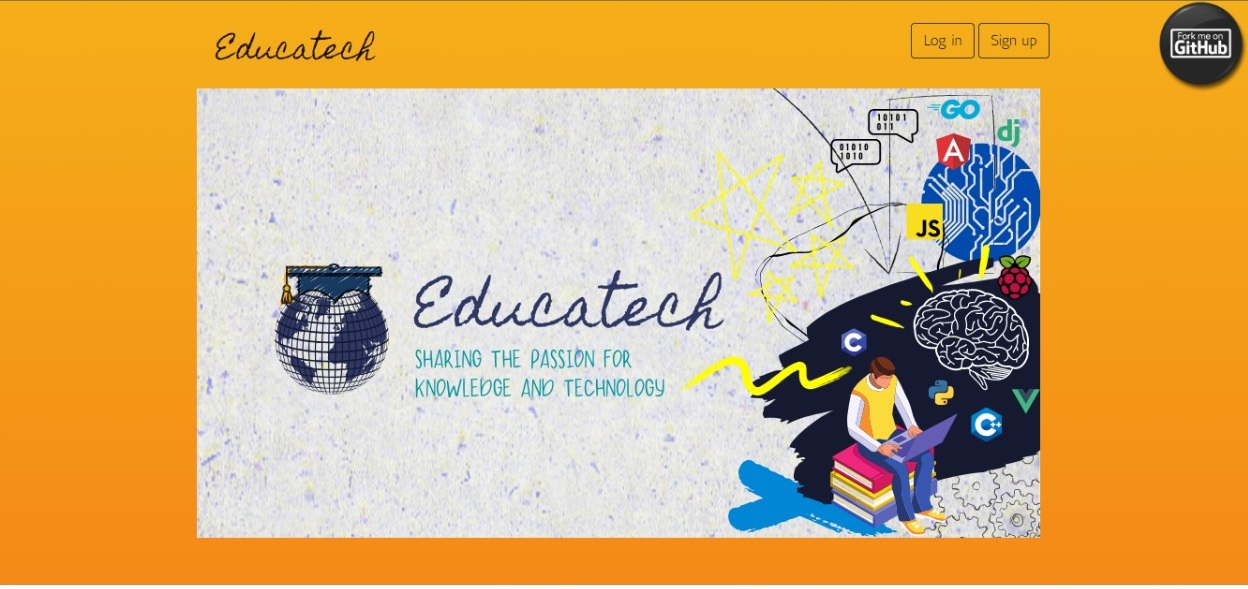 Educatech
Log in
Sign up
Fork me on
GitHub
GO
10101
011
dj
01010
1010
A
JS
Educatech
SHARING THE PASSION FOR
KNOWLEDGE AND TECHNOLOGY
C
C++